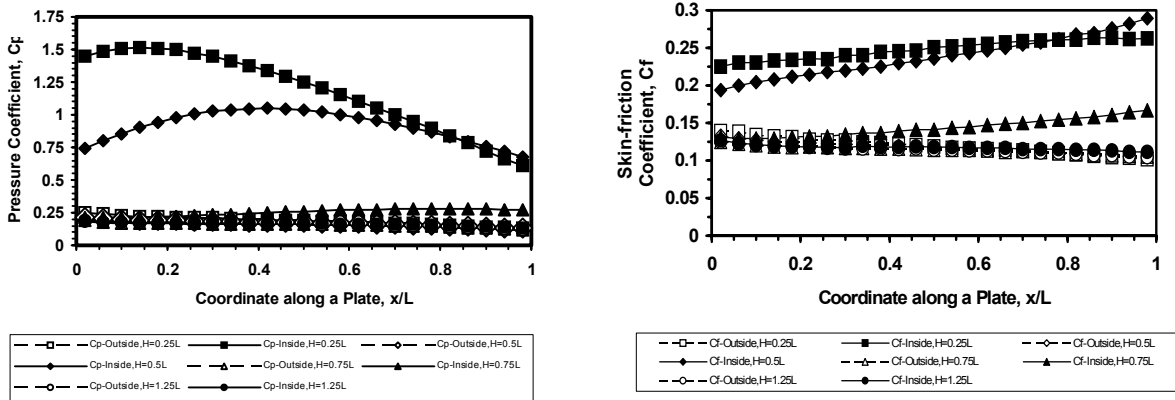 1.75
1.5
1.25
1
0.75
0.5
0.25
0
Pressure Coefficient, Cp
0 0.2 0.4 0.6 0.8 1
Coordinate along a Plate, x/L
Cp-Outside,H=0.25L Cp-Inside,H=0.25L Cp-Outside,H=0.5L
Cp-Inside,H=0.5L Cp-Outside,H=0.75L Cp-Inside,H=0.75L
Cp-Outside,H=1.25L Cp-Inside,H=1.25L
0.3
0.25
0.2
0.15
0.1
0.05
0
Skin-friction
Coefficient, Cf
0 0.2 0.4 0.6 0.8 1
Coordinate along a Plate, x/L
Cf-Outside,H=0.25L Cf-Inside,H=0.25L Cf-Outside,H=0.5L
Cf-Inside,H=0.5L Cf-Outside,H=0.75L Cf-Inside,H=0.75L
Cf-Outside,H=1.25L Cf-Inside,H=1.25L